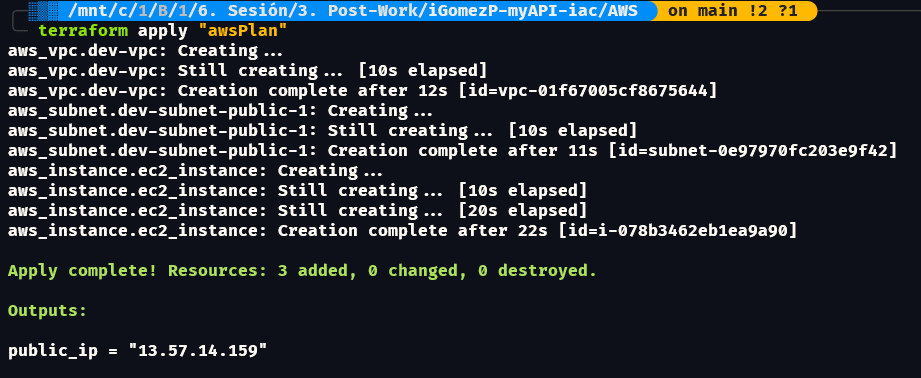 /mnt/c/1/B/1/6. Sesión/3. Post-Work/iGomezP-myAPI-iac/AWS on main !2 ?1
terraform apply "awsPlan"
aws_vpc.dev-vpc: Creating...
aws_vpc.dev-vpc: Still creating... [10s elapsed]
aws_vpc.dev-vpc: Creation complete after 12s [id=vpc-01f67005cf8675644]
aws_subnet.dev-subnet-public-1: Creating...
aws_subnet.dev-subnet-public-1: Still creating... [10s elapsed]
aws_subnet.dev-subnet-public-1: Creation complete after 11s [id=subnet-0e97970fc203e9f42]
aws_instance.ec2_instance: Creating...
aws_instance.ec2_instance: Still creating... [10s elapsed]
aws_instance.ec2_instance: Still creating... [20s elapsed]
aws_instance.ec2_instance: Creation complete after 22s [id=i-078b3462eb1ea9a90]
Apply complete! Resources: 3 added, 0 changed, 0 destroyed.
Outputs:
public_ip = "13.57.14.159"